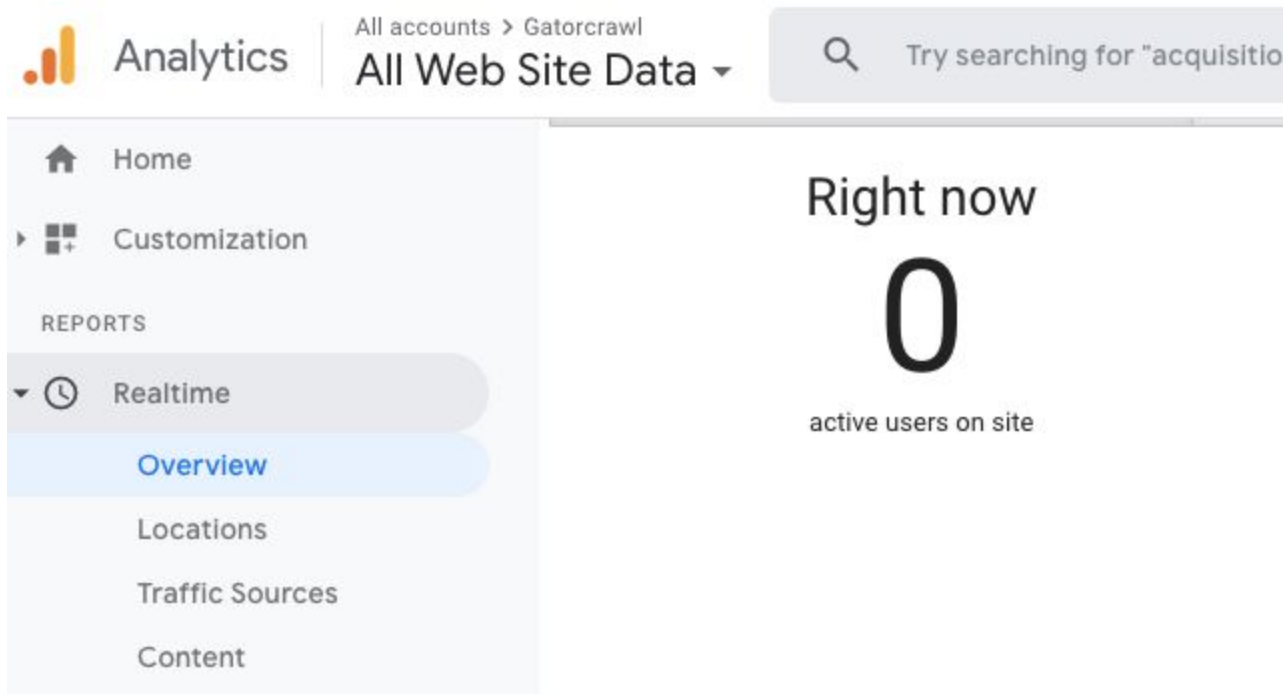 Analytics
All accounts > Gatorcrawl
All Web Site Data
Try searching for "acquisitio
Home
Customization
REPORTS
Realtime
Overview
Locations
Traffic Sources
Content
Right now
0
active users on site